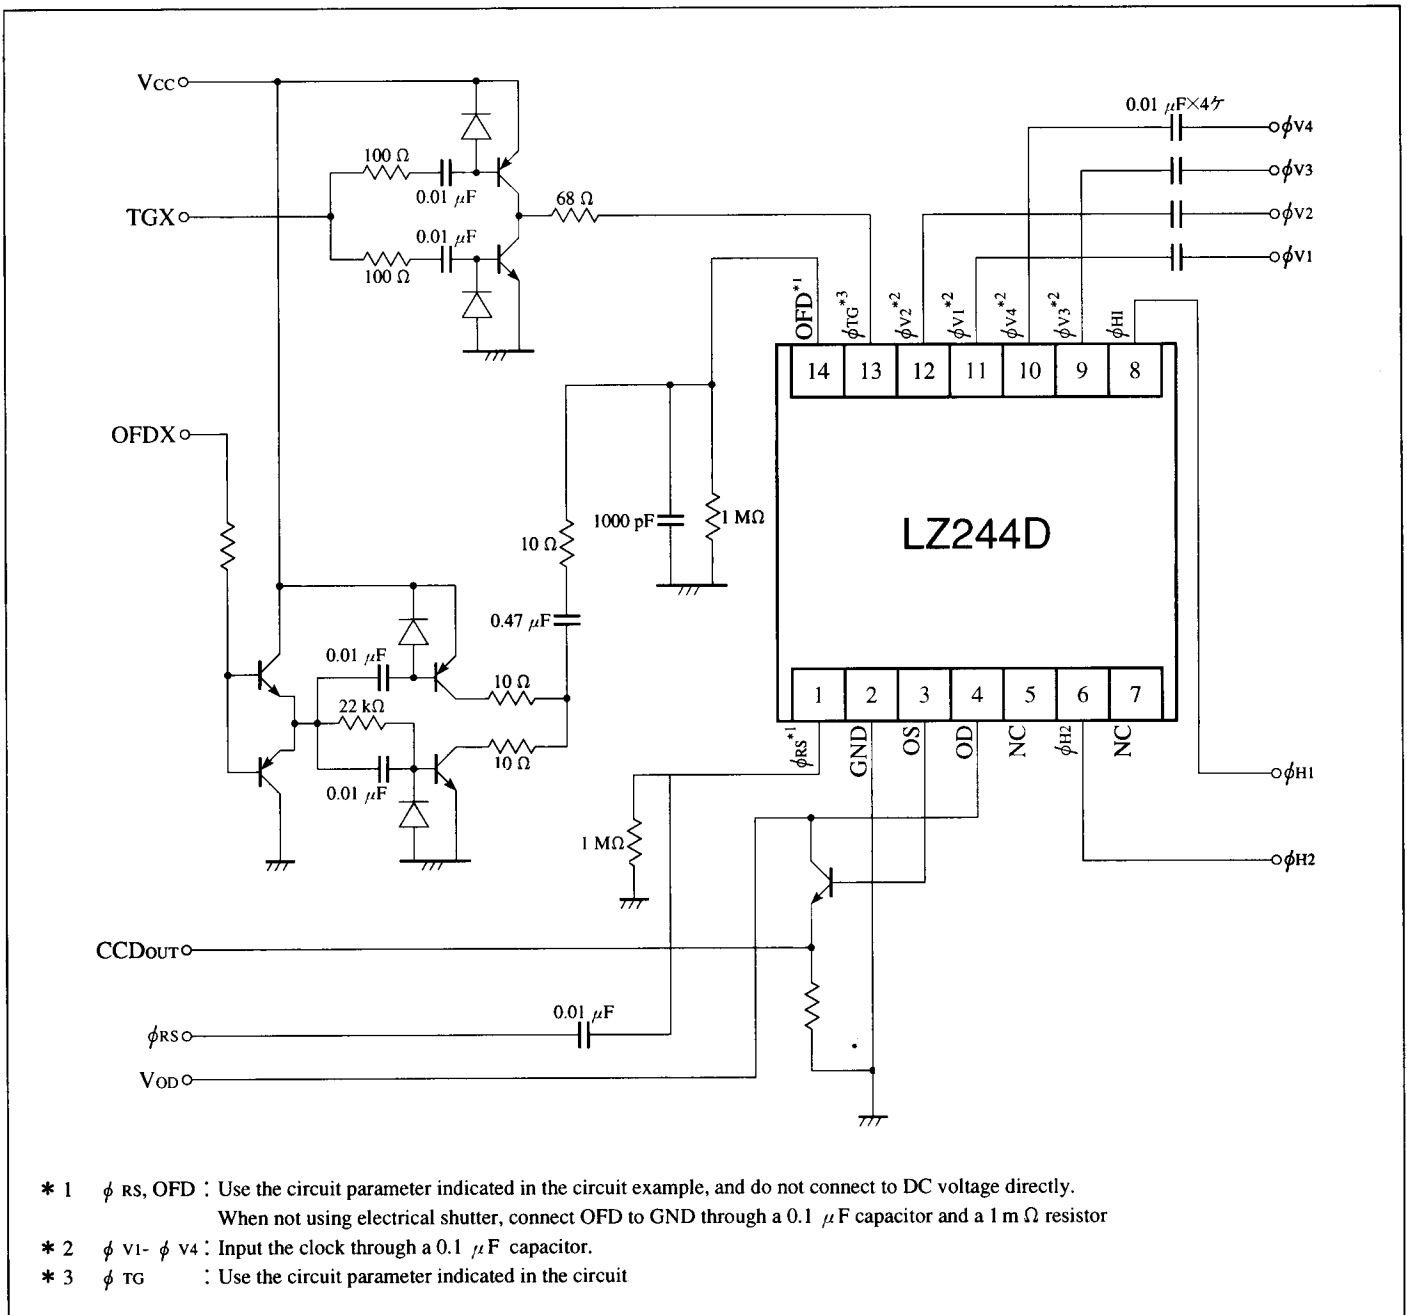 VCC
0.01 μF×4ケ
φV4
100 Ω
0.01 μF
φV3
TGX
68 Ω
φV2
0.01 μF
100 Ω
φV1
OFD*1
φTG*3
φV2*2
φV1*2
φV4*2
φV3*2
φH1
14 13 12 11 10 9 8
OFDX
1000 pF
1 MΩ
10 Ω
LZ244D
0.47 μF
0.01 μF
10 Ω
22 kΩ
10 Ω
0.01 μF
1 2 3 4 5 6 7
φRS*1
GND
OS
OD
NC
φH2
NC
φH1
1 MΩ
φH2
CCDOUT
0.01 μF
φRS
VOD
*1 φ RS, OFD : Use the circuit parameter indicated in the circuit example, and do not connect to DC voltage directly.
When not using electrical shutter, connect OFD to GND through a 0.1 μF capacitor and a 1 m Ω resistor
*2 φ V1- φ V4 : Input the clock through a 0.1 μF capacitor.
*3 φ TG : Use the circuit parameter indicated in the circuit